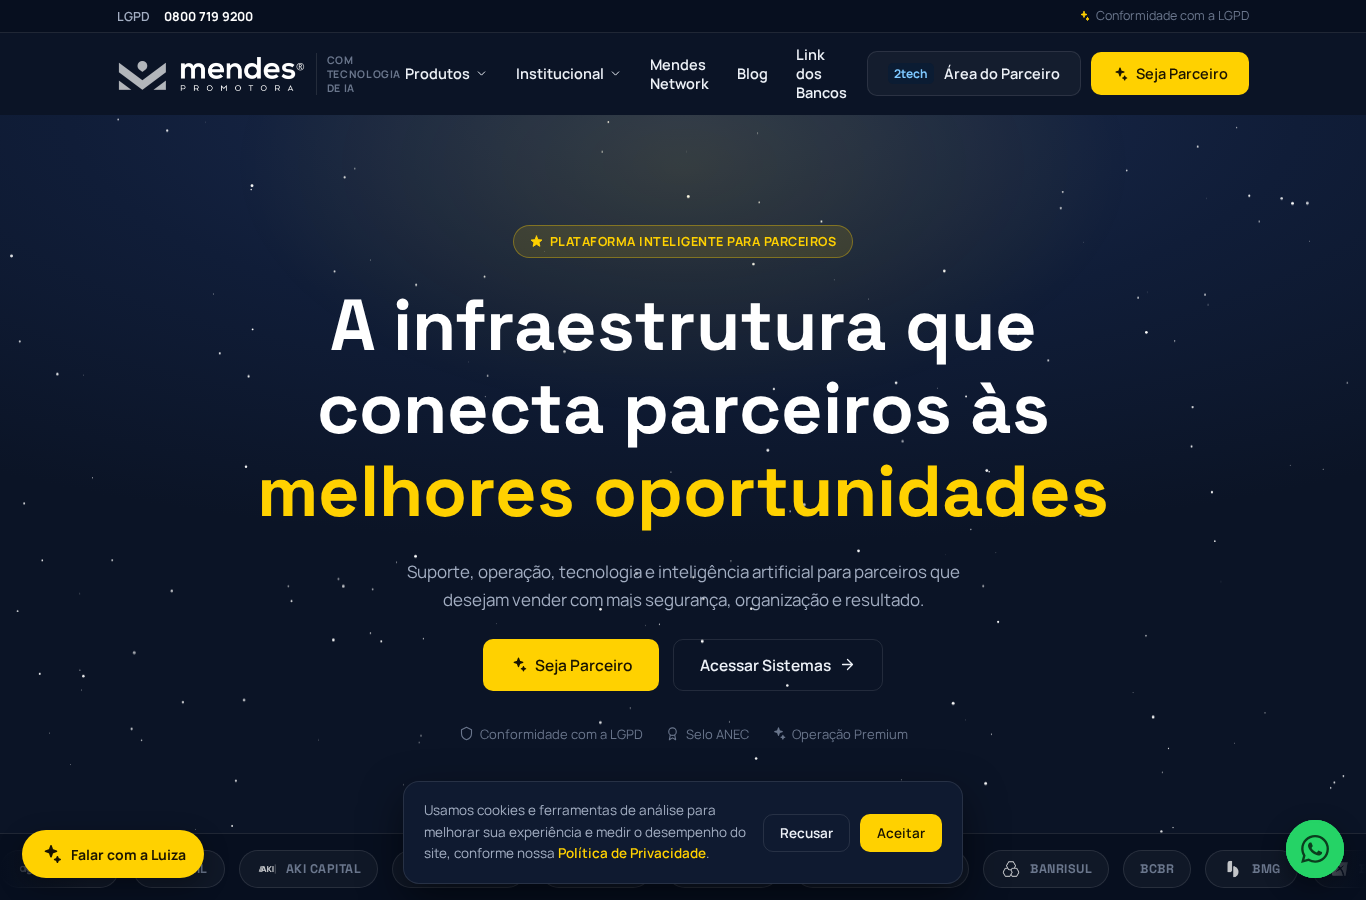 LGPD 0800 719 9200
Conformidade com a LGPD
mendes®
PROMOTORA
COM
TECNOLOGIA
DE IA
Produtos
Institucional
Mendes
Network
Blog
Link
dos
Bancos
2tech Área do Parceiro
Seja Parceiro
PLATAFORMA INTELIGENTE PARA PARCEIROS
A infraestrutura que
conecta parceiros às
melhores oportunidades
Suporte, operação, tecnologia e inteligência artificial para parceiros que
desejam vender com mais segurança, organização e resultado.
Seja Parceiro
Acessar Sistemas
Conformidade com a LGPD
Selo ANEC
Operação Premium
Usamos cookies e ferramentas de análise para
melhorar sua experiência e medir o desempenho do
site, conforme nossa Política de Privacidade.
Recusar
Aceitar
Falar com a Luiza
AKI AKI CAPITAL
BANRISUL
BCBR
BMG